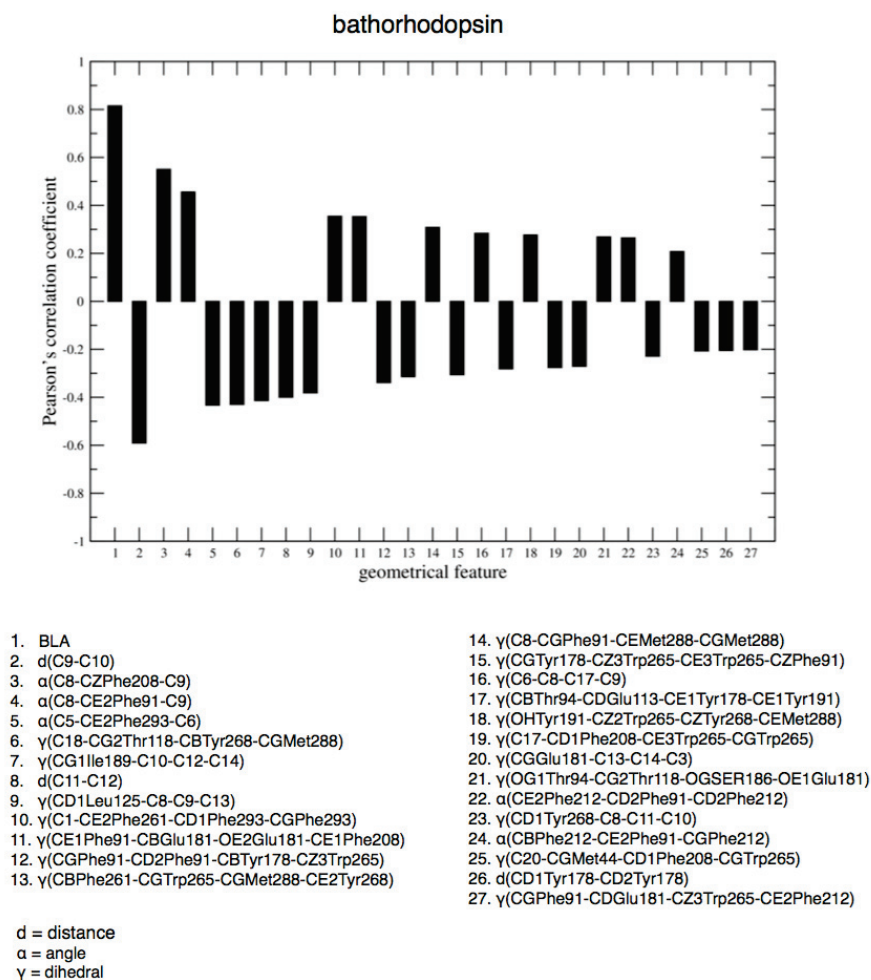 bathorhodopsin
1
0.8
0.6
0.4
0.2
0
-0.2
-0.4
-0.6
-0.8
-1
Pearson's correlation coefficient
1 2 3 4 5 6 7 8 9 10 11 12 13 14 15 16 17 18 19 20 21 22 23 24 25 26 27
geometrical feature
1. BLA
2. d(C9-C10)
3. α(C8-CZPhe208-C9)
4. α(C8-CE2Phe91-C9)
5. α(C5-CE2Phe293-C6)
6. γ(C18-CG2Thr118-CBTyr268-CGMet288)
7. γ(CG1Ile189-C10-C12-C14)
8. d(C11-C12)
9. γ(CD1Leu125-C8-C9-C13)
10. γ(C1-CE2Phe261-CD1Phe293-CGPhe293)
11. γ(CE1Phe91-CBGlu181-OE2Glu181-CE1Phe208)
12. γ(CGPhe91-CD2Phe91-CBTyr178-CZ3Trp265)
13. γ(CBPhe261-CGTrp265-CGMet288-CE2Tyr268)
14. γ(C8-CGPhe91-CEMet288-CGMet288)
15. γ(CGTyr178-CZ3Trp265-CE3Trp265-CZPhe91)
16. γ(C6-C8-C17-C9)
17. γ(CBThr94-CDGlu113-CE1Tyr178-CE1Tyr191)
18. γ(OHTyr191-CZ2Trp265-CZTyr268-CEMet288)
19. γ(C17-CD1Phe208-CE3Trp265-CGTrp265)
20. γ(CGGlu181-C13-C14-C3)
21. γ(OG1Thr94-CG2Thr118-OGSER186-OE1Glu181)
22. α(CE2Phe212-CD2Phe91-CD2Phe212)
23. γ(CD1Tyr268-C8-C11-C10)
24. α(CBPhe212-CE2Phe91-CGPhe212)
25. γ(C20-CGMet44-CD1Phe208-CGTrp265)
26. d(CD1Tyr178-CD2Tyr178)
27. γ(CGPhe91-CDGlu181-CZ3Trp265-CE2Phe212)
d = distance
α = angle
γ = dihedral